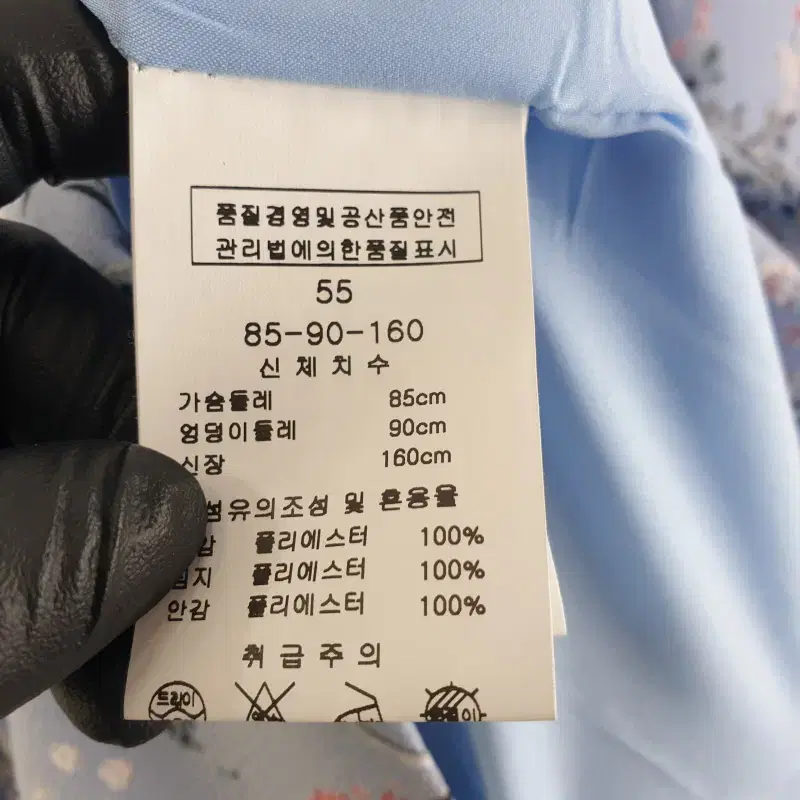 품질경영및공산품안전
관리법에의한품질표시
55
85-90-160
신체치수
가슴둘레 85cm
엉덩이둘레 90cm
신장 160cm
섬유의조성 및 혼용율
폴리에스터 100%
폴리에스터 100%
안감 폴리에스터 100%
취급주의
드라이